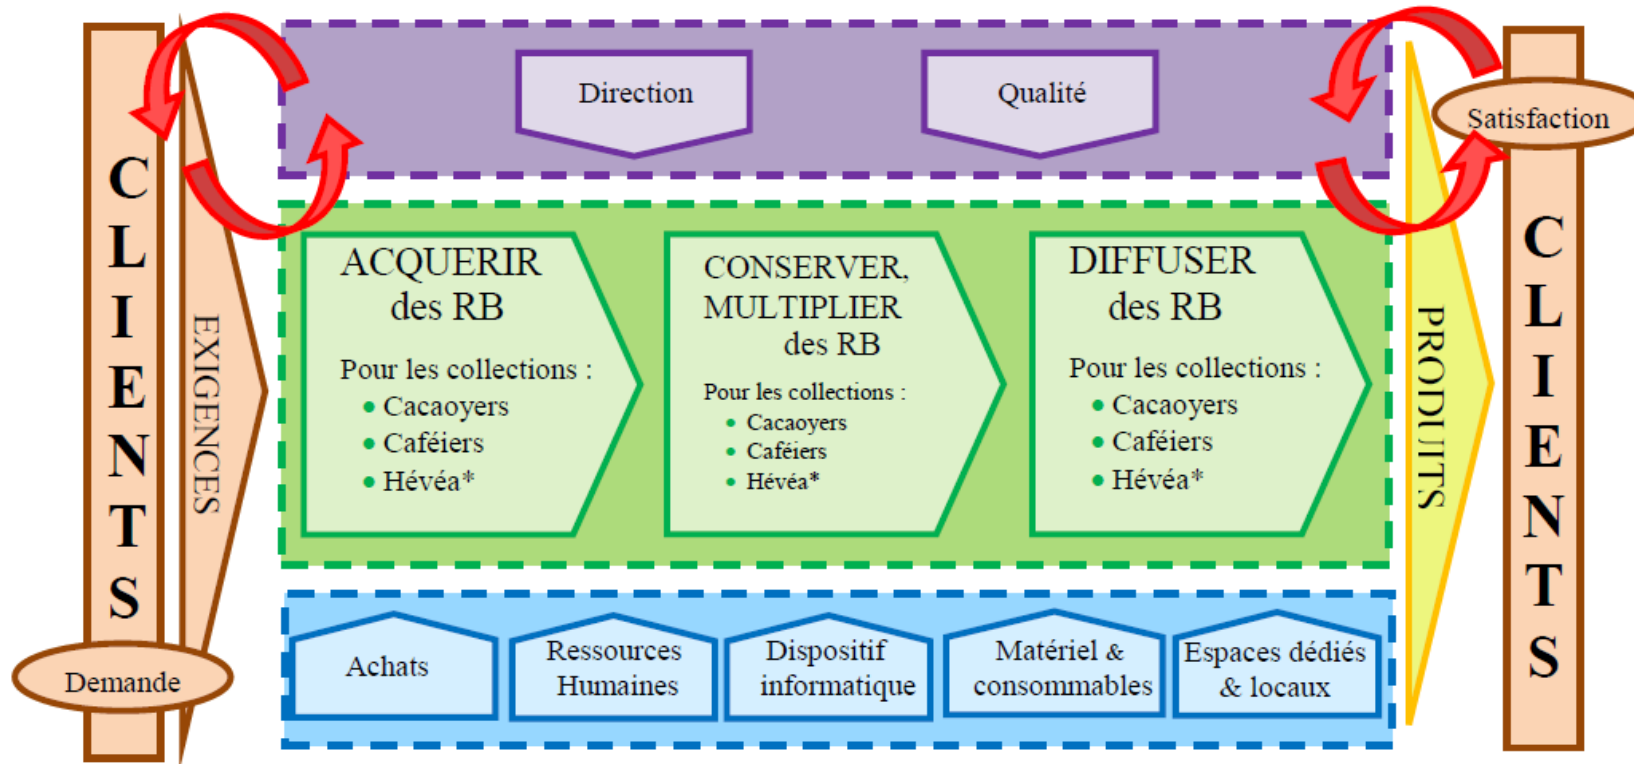 CLIENTS
Demande
EXIGENCES
Direction
Qualité
ACQUERIR
des RB
Pour les collections :
• Cacaoyers
• Caféiers
• Hévéa*
CONSERVER,
MULTIPLIER
des RB
Pour les collections :
• Cacaoyers
• Caféiers
• Hévéa*
DIFFUSER
des RB
Pour les collections :
• Cacaoyers
• Caféiers
• Hévéa*
Achats
Ressources
Humaines
Dispositif
informatique
Matériel &
consommables
Espaces dédiés
& locaux
PRODUITS
Satisfaction
CLIENTS